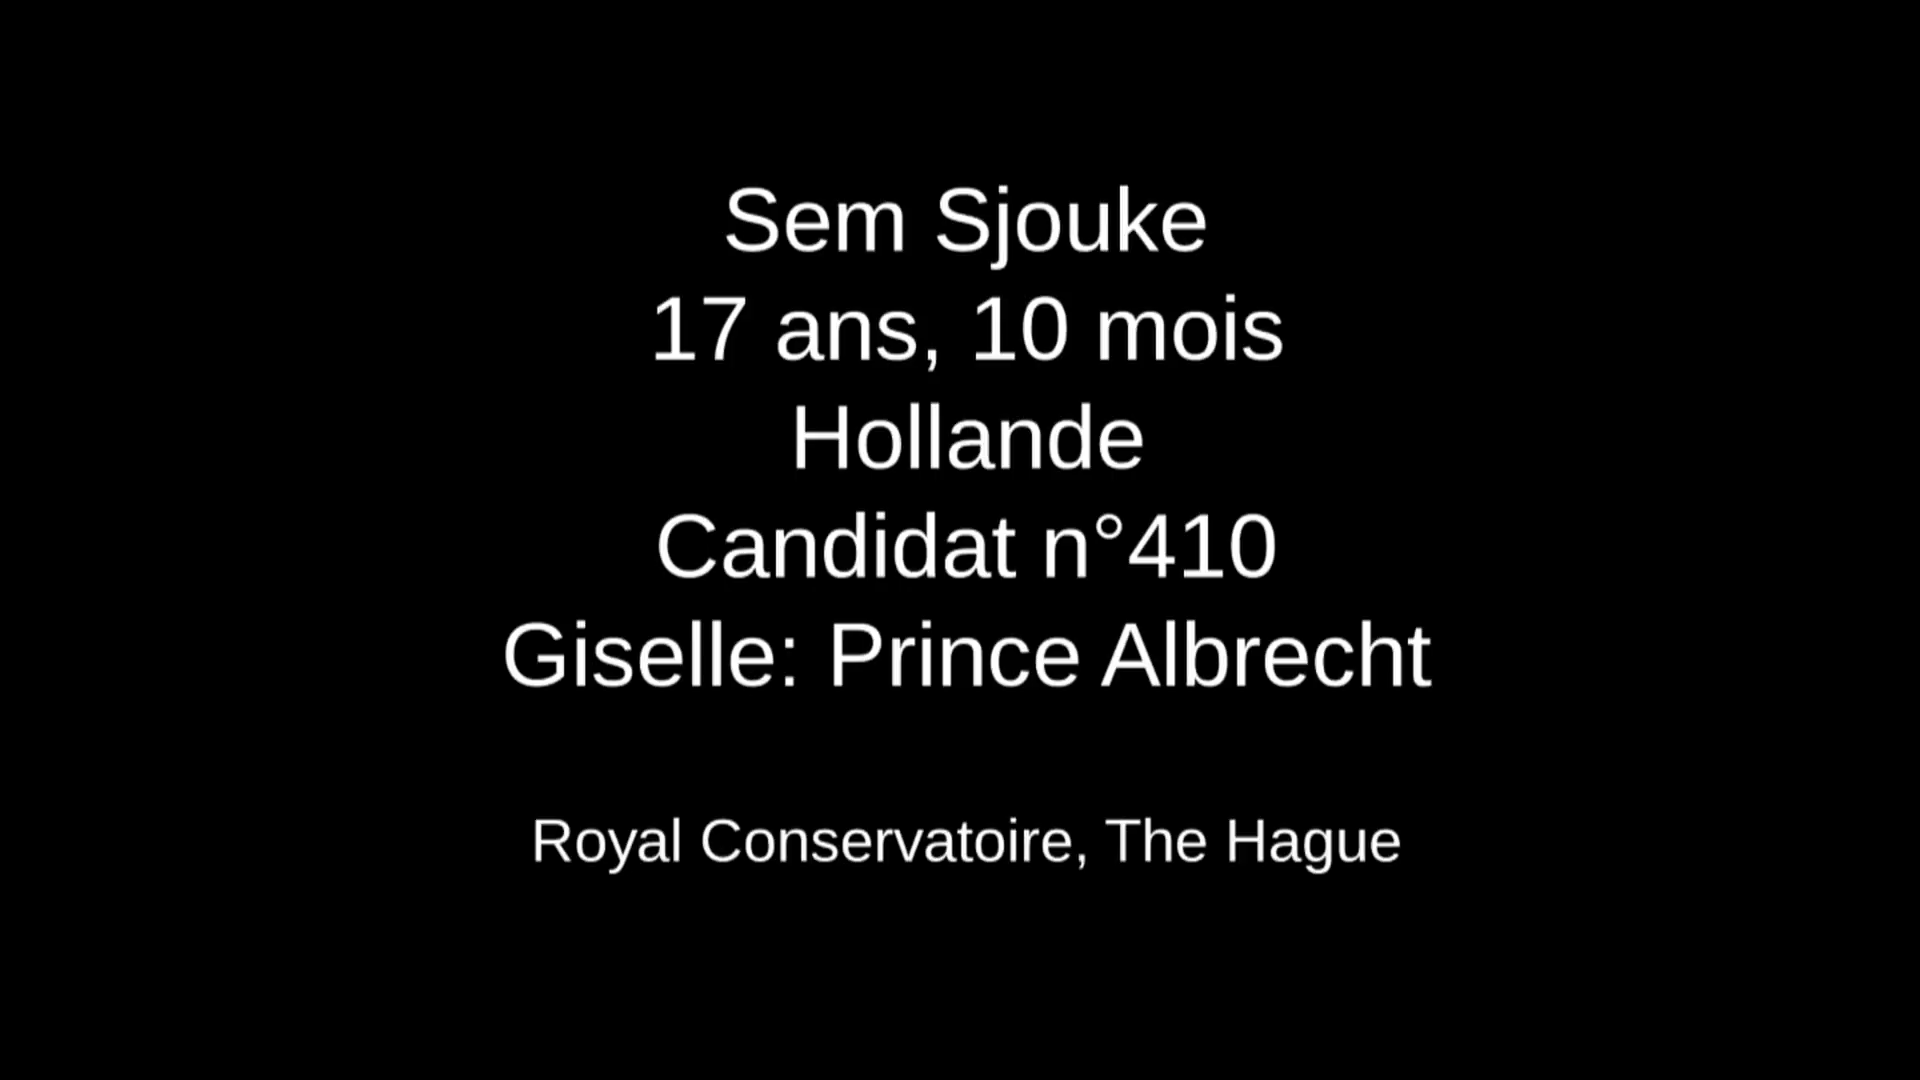 Sem Sjouke
17 ans, 10 mois
Hollande
Candidat n°410
Giselle: Prince Albrecht
Royal Conservatoire, The Hague